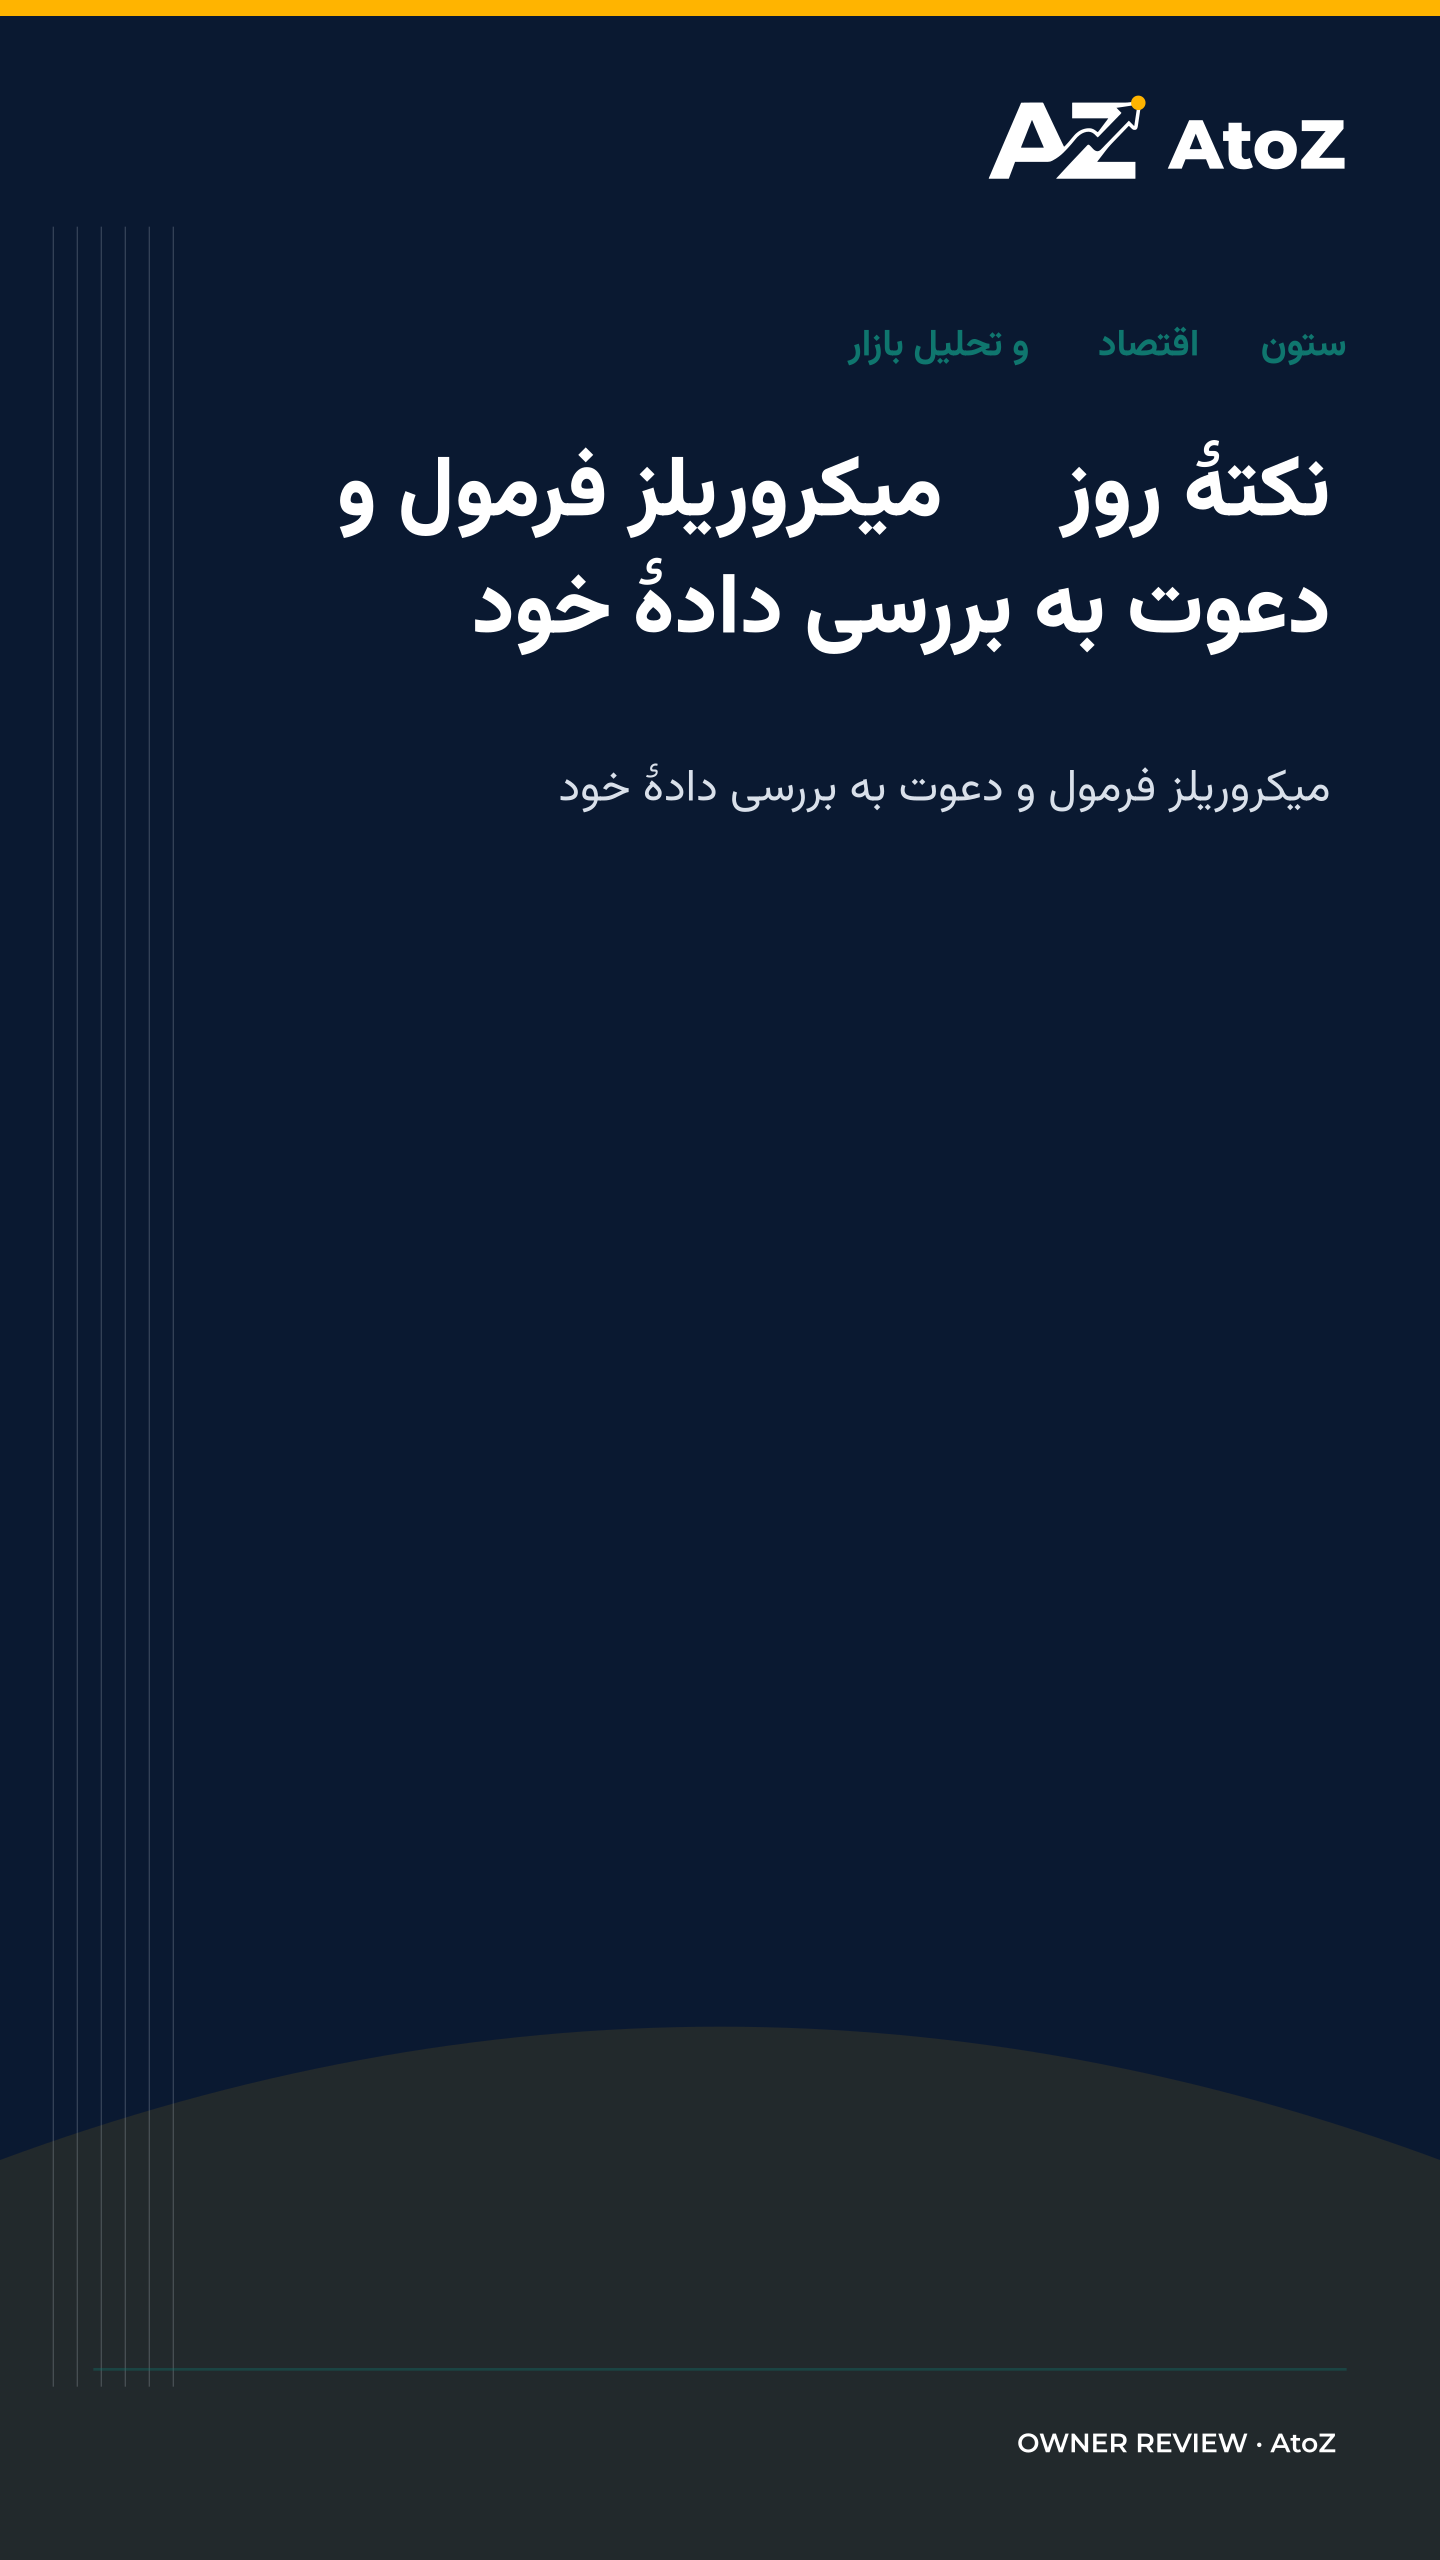 AZ AtoZ
ستون اقتصاد و تحلیل بازار
نکتهٔ روز میکروریلز فرمول و
دعوت به بررسی دادهٔ خود
میکروریلز فرمول و دعوت به بررسی دادهٔ خود
OWNER REVIEW · AtoZ